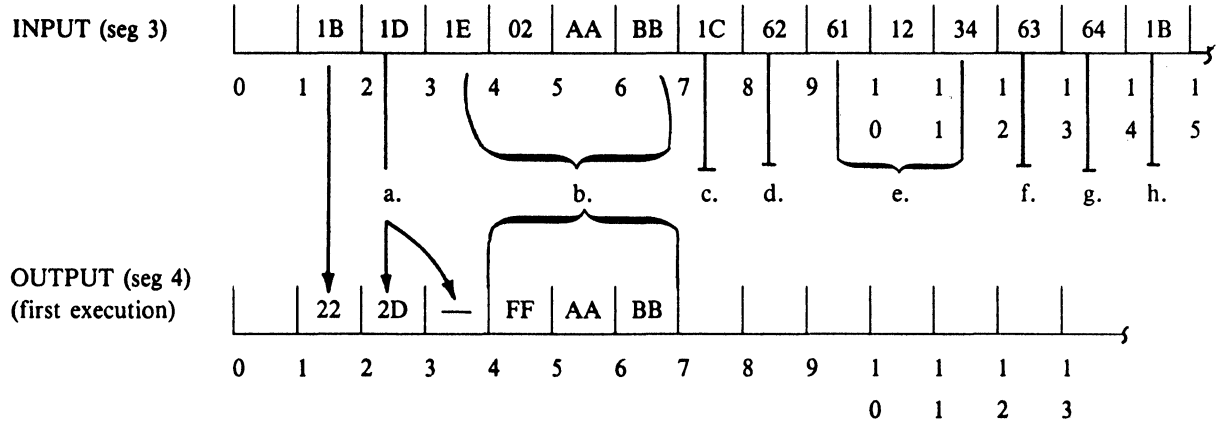 INPUT (seg 3) 1B 1D 1E 02 AA BB 1C 62 61 12 34 63 64 1B
0 1 2 3 4 5 6 7 8 9 1 1 1 1 1 1
0 1 2 3 4 5
a. b. c. d. e. f. g. h.
OUTPUT (seg 4)
(first execution) 22 2D — FF AA BB
0 1 2 3 4 5 6 7 8 9 1 1 1 1
0 1 2 3